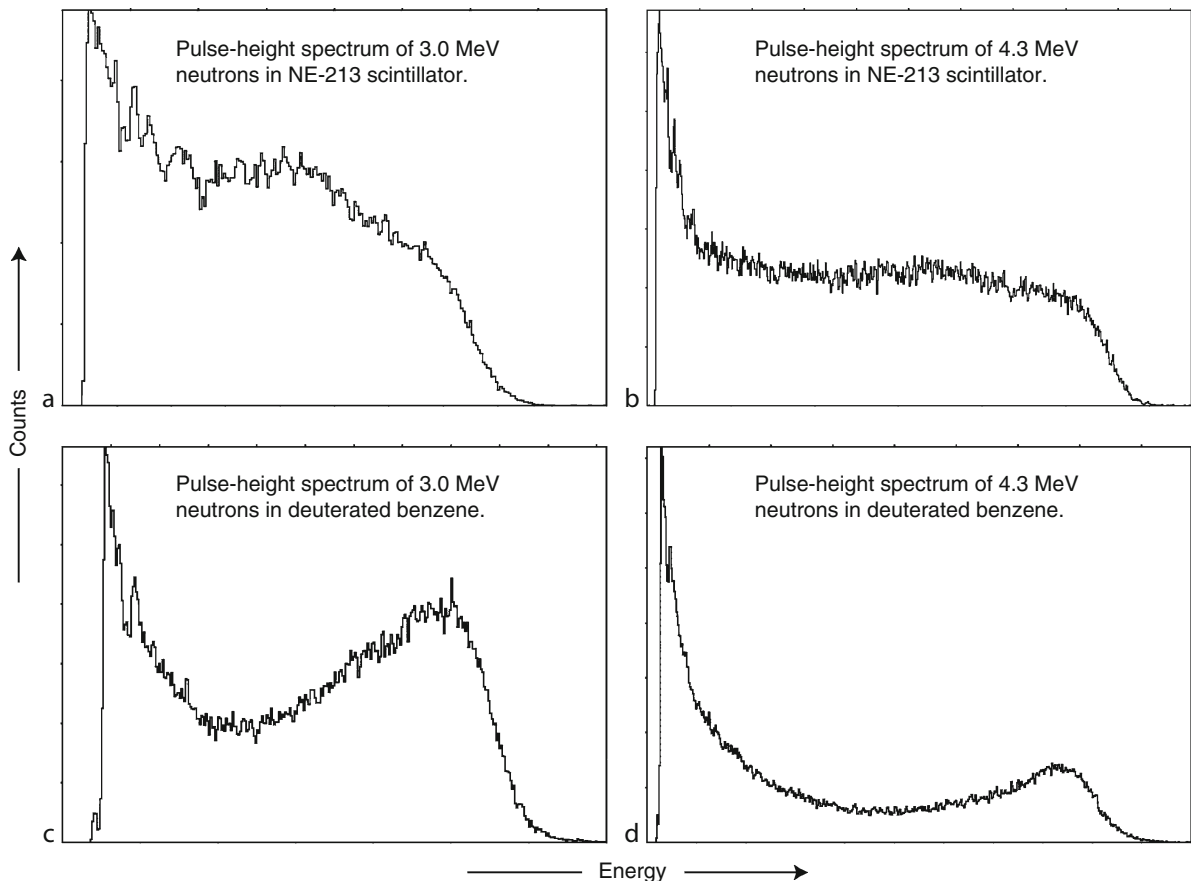 Pulse-height spectrum of 3.0 MeV
neutrons in NE-213 scintillator.
a
Pulse-height spectrum of 4.3 MeV
neutrons in NE-213 scintillator.
b
Counts
Pulse-height spectrum of 3.0 MeV
neutrons in deuterated benzene.
c
Pulse-height spectrum of 4.3 MeV
neutrons in deuterated benzene.
d
Energy